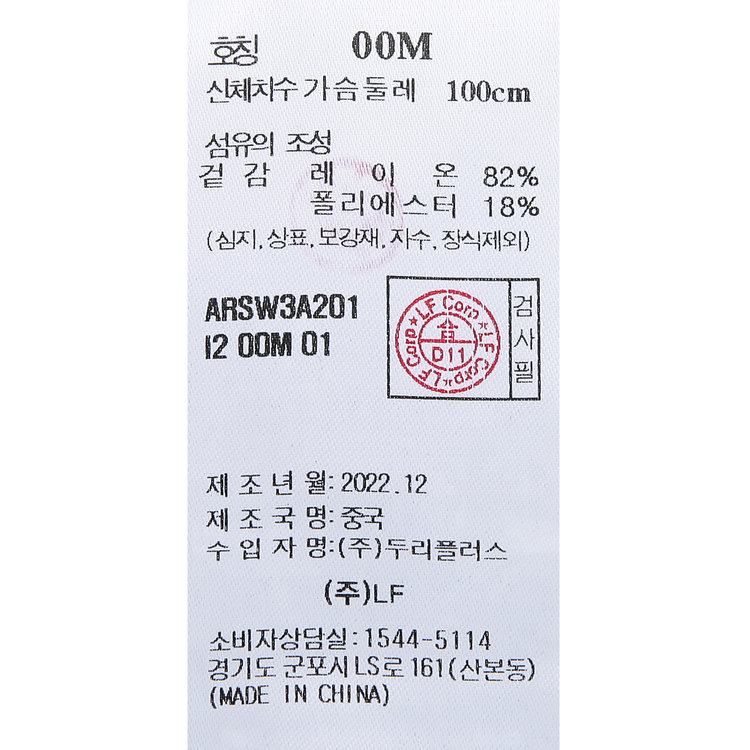 호칭 00M
신체치수 가슴둘레 100cm
섬유의 조성
겉감 레이온 82%
폴리에스터 18%
(심지,상표,보강재,자수,장식제외)
ARSW3A201
I2 00M 01
LF Corp★LF Corp★LF Corp★
合
D11
검사필
제조년월:2022.12
제조국명:중국
수입자명:(주)두리플러스
(주)LF
소비자상담실:1544-5114
경기도 군포시LS로 161(산본동)
(MADE IN CHINA)